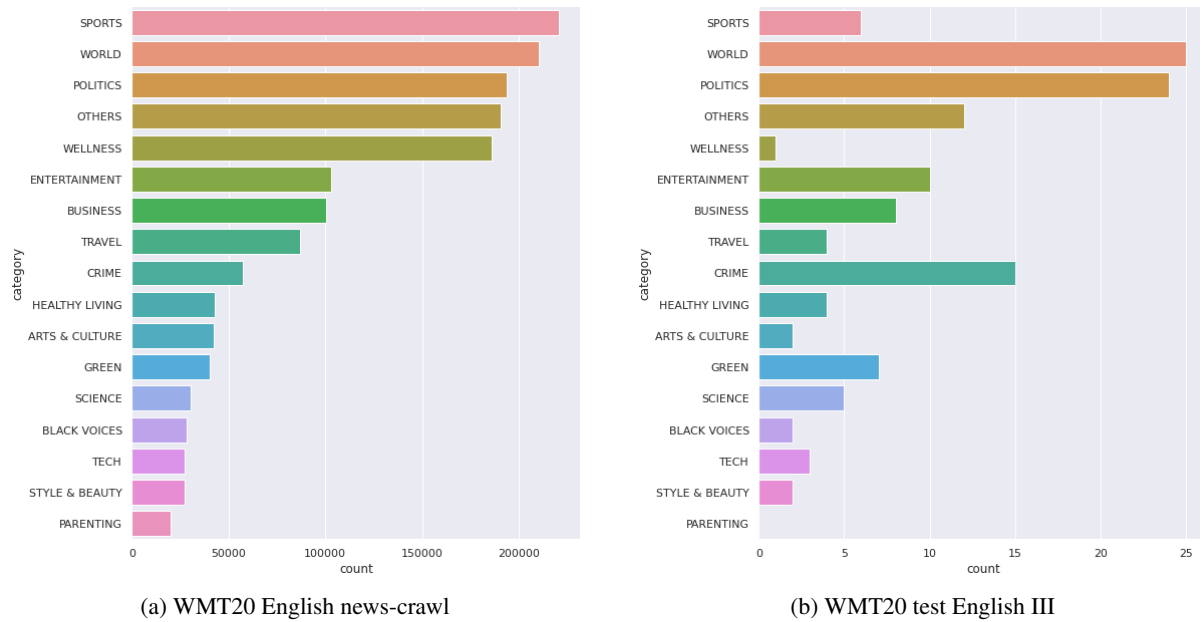 SPORTS
WORLD
POLITICS
OTHERS
WELLNESS
ENTERTAINMENT
BUSINESS
TRAVEL
CRIME
HEALTHY LIVING
ARTS & CULTURE
GREEN
SCIENCE
BLACK VOICES
TECH
STYLE & BEAUTY
PARENTING
category
0 50000 100000 150000 200000
count
(a) WMT20 English news-crawl
SPORTS
WORLD
POLITICS
OTHERS
WELLNESS
ENTERTAINMENT
BUSINESS
TRAVEL
CRIME
HEALTHY LIVING
ARTS & CULTURE
GREEN
SCIENCE
BLACK VOICES
TECH
STYLE & BEAUTY
PARENTING
category
0 5 10 15 20 25
count
(b) WMT20 test English III